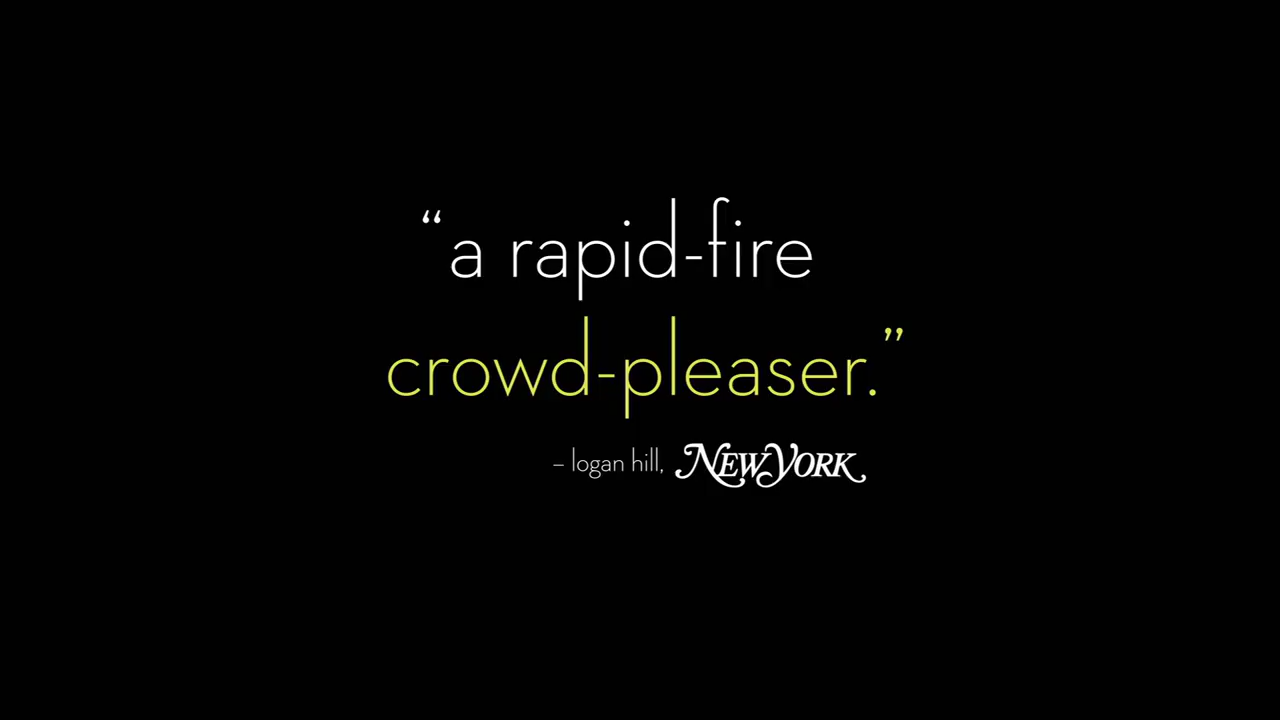 “a rapid-fire
crowd-pleaser.”
– logan hill, NEW YORK